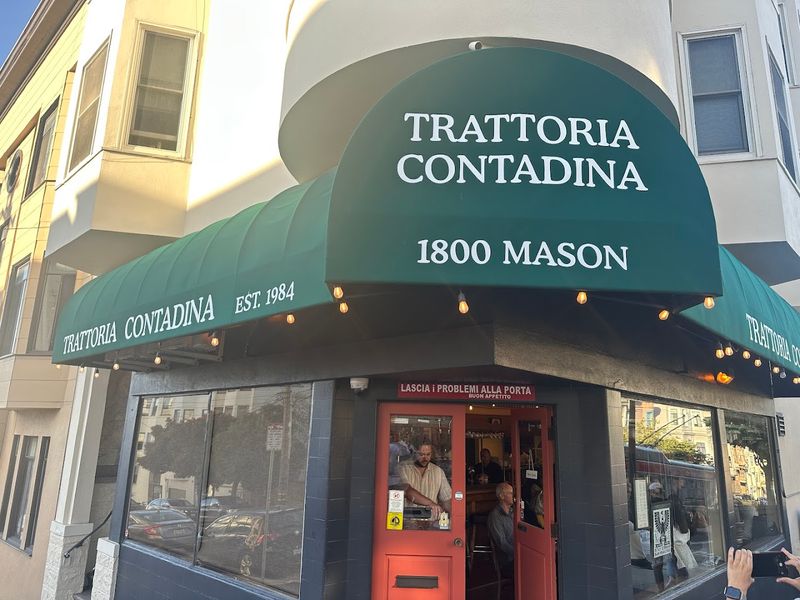 TRATTORIA
CONTADINA
1800 MASON
TRATTORIA CONTADINA EST. 1984
TRATTORIA
LASCIA i PROBLEMI ALLA PORTA
BUON APPETITO